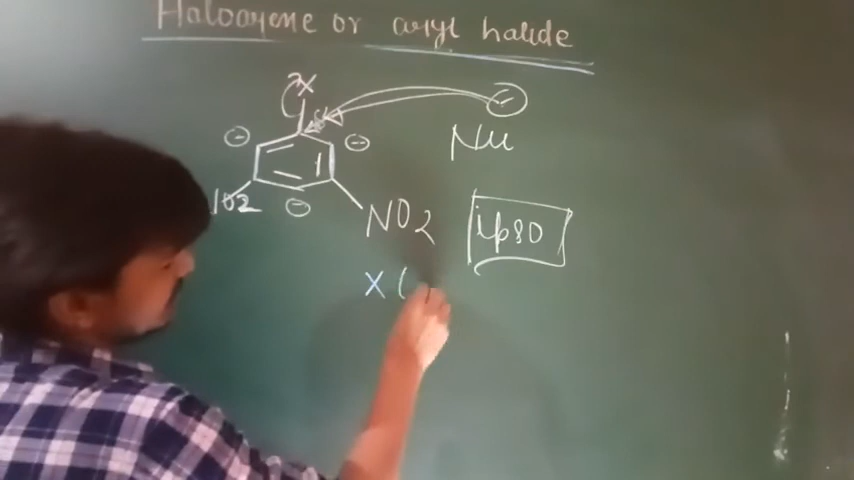 Haloarene or aryl halide
X
Nu
NO2
NO2
ipso
X (